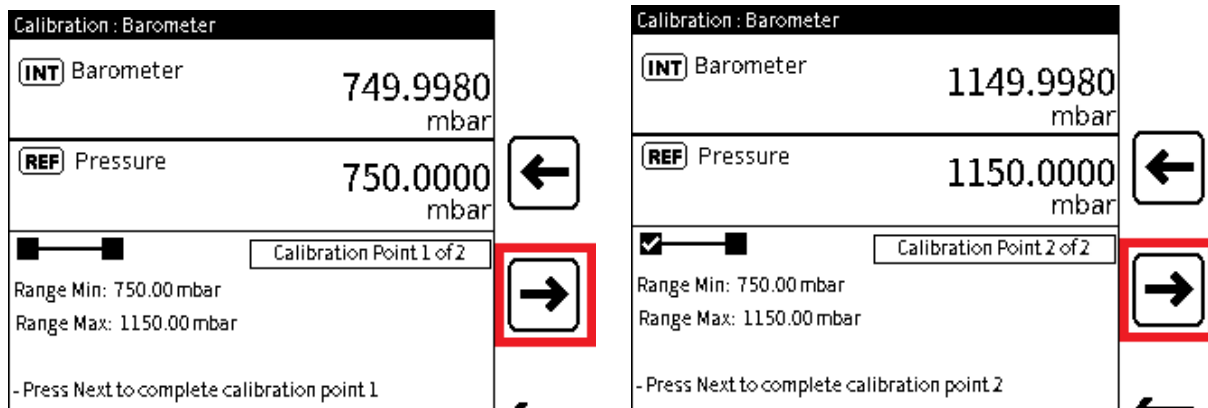 Calibration : Barometer
INT Barometer
749.9980
mbar
REF Pressure
750.0000
mbar
Calibration Point 1 of 2
Range Min: 750.00 mbar
Range Max: 1150.00 mbar
- Press Next to complete calibration point 1
Calibration : Barometer
INT Barometer
1149.9980
mbar
REF Pressure
1150.0000
mbar
Calibration Point 2 of 2
Range Min: 750.00 mbar
Range Max: 1150.00 mbar
- Press Next to complete calibration point 2